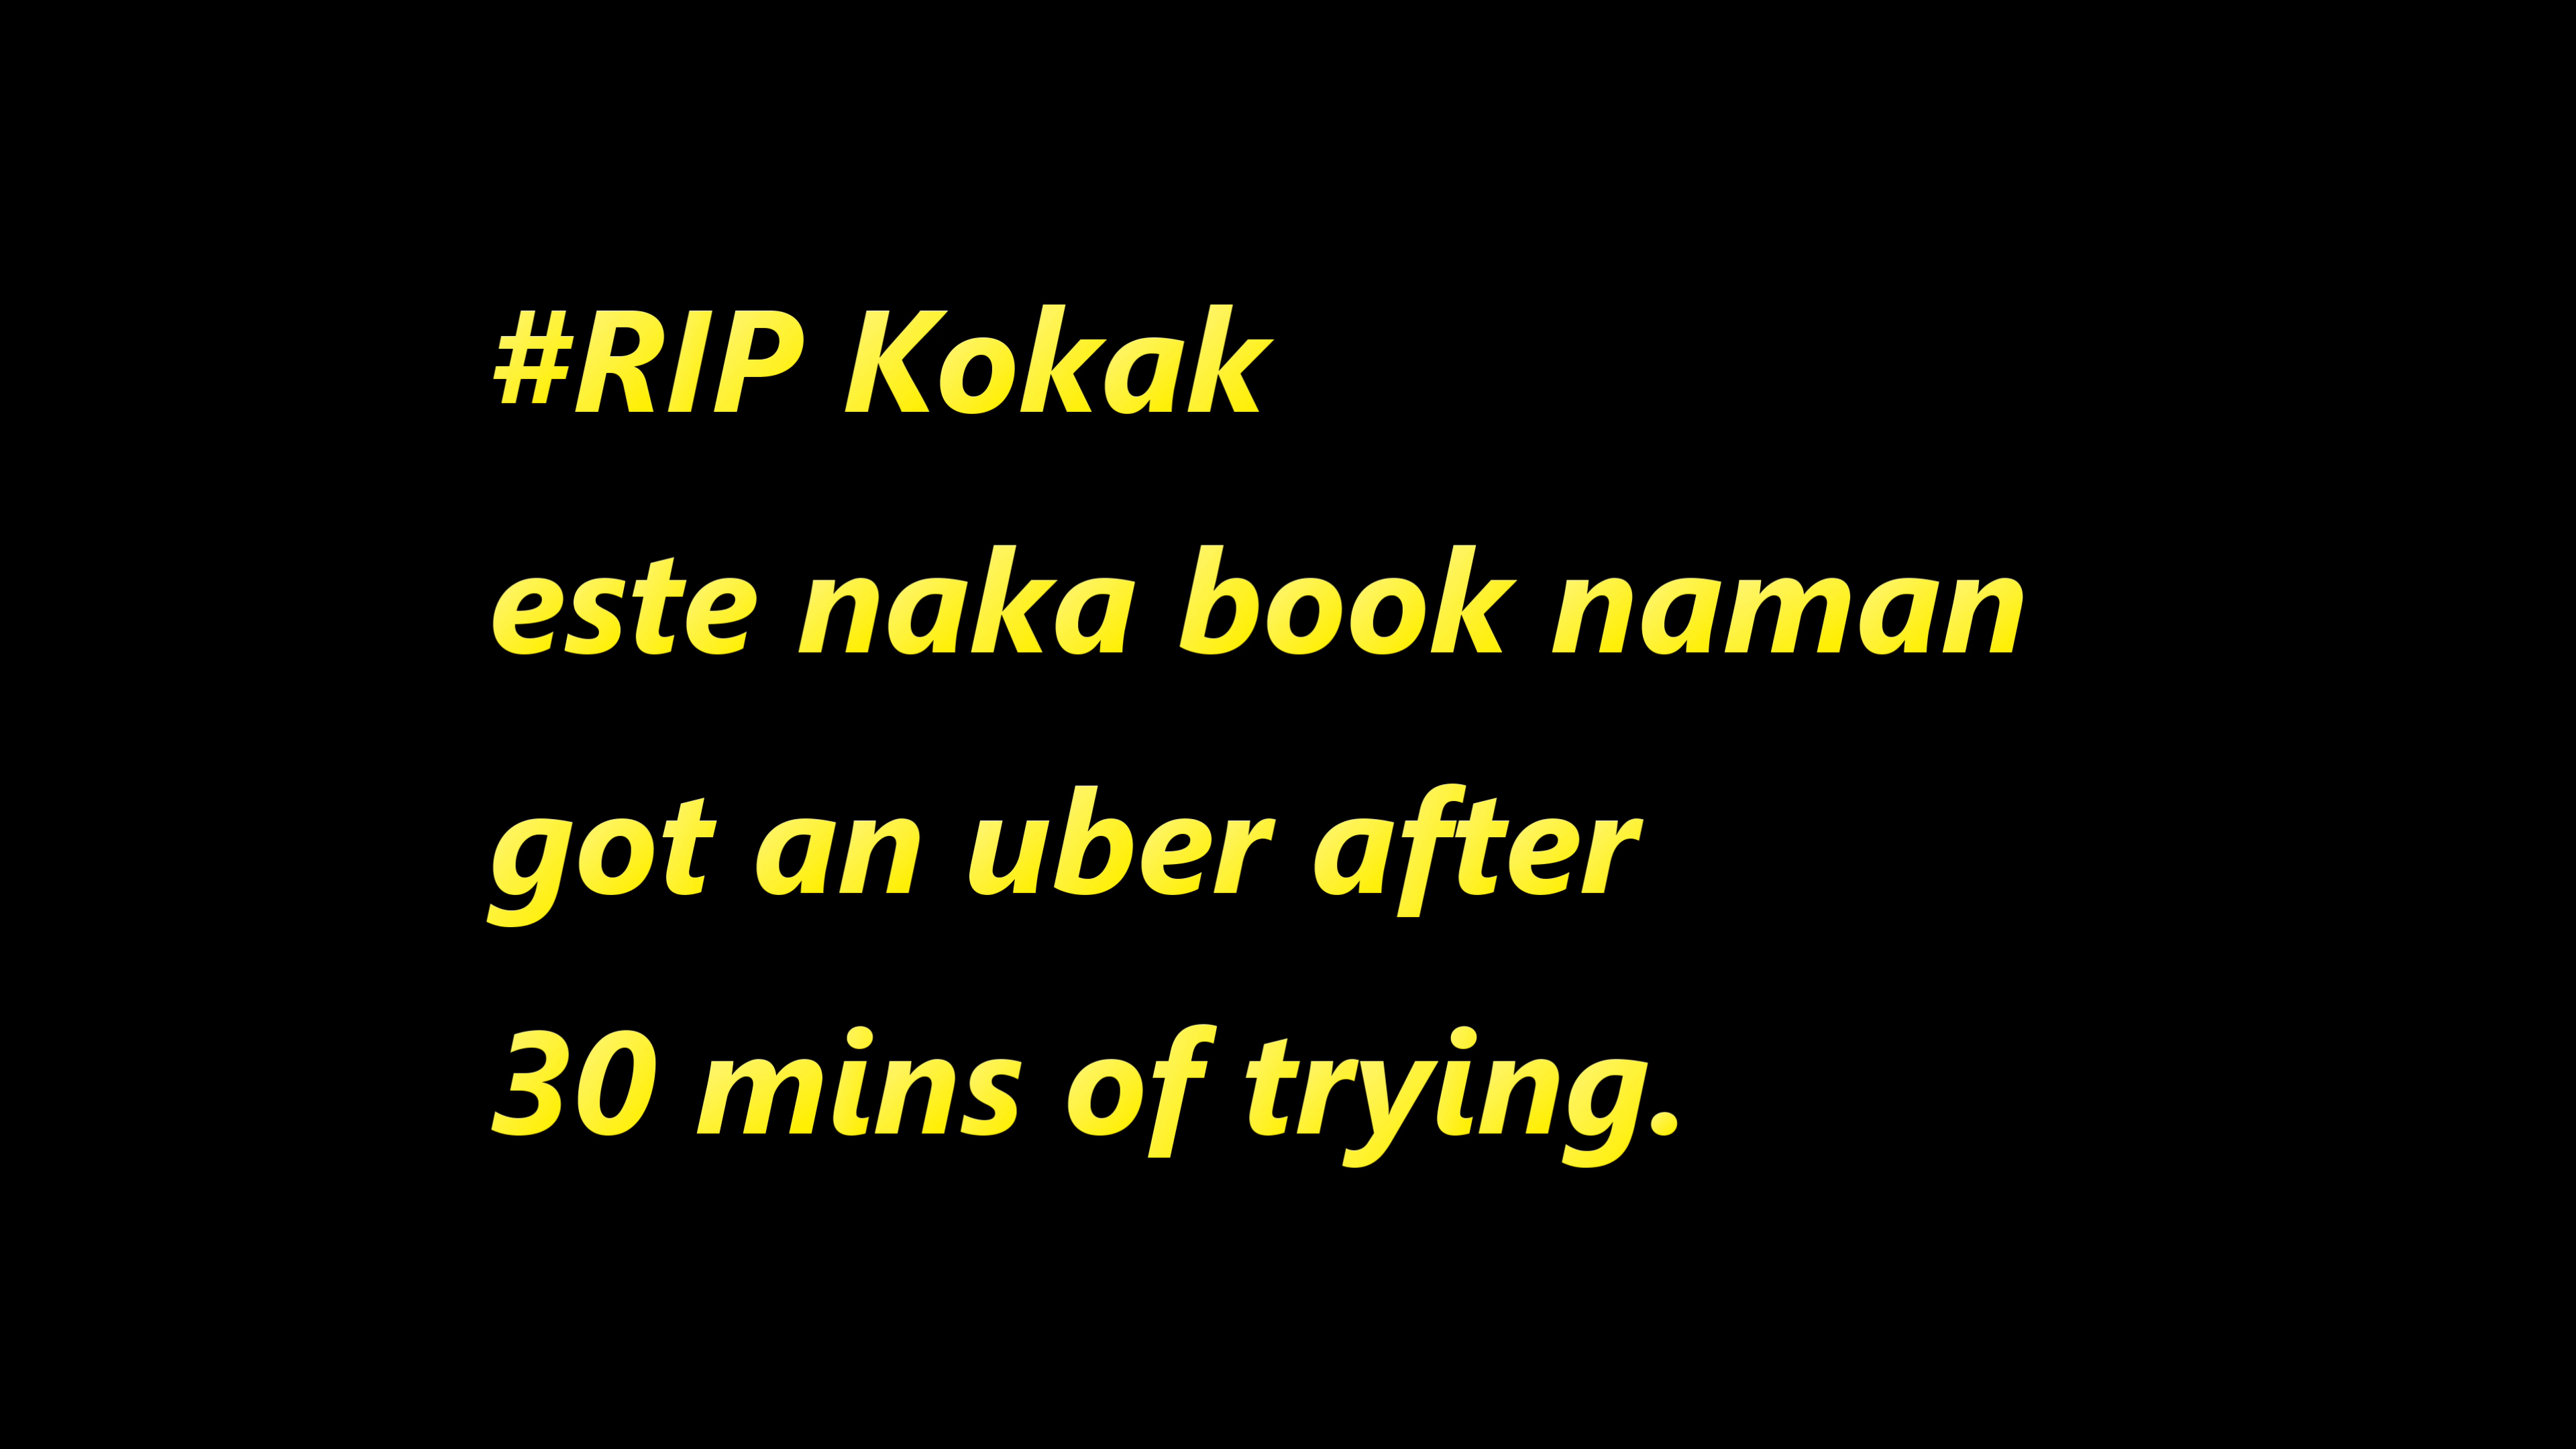 #RIP Kokak
este naka book naman
got an uber after
30 mins of trying.